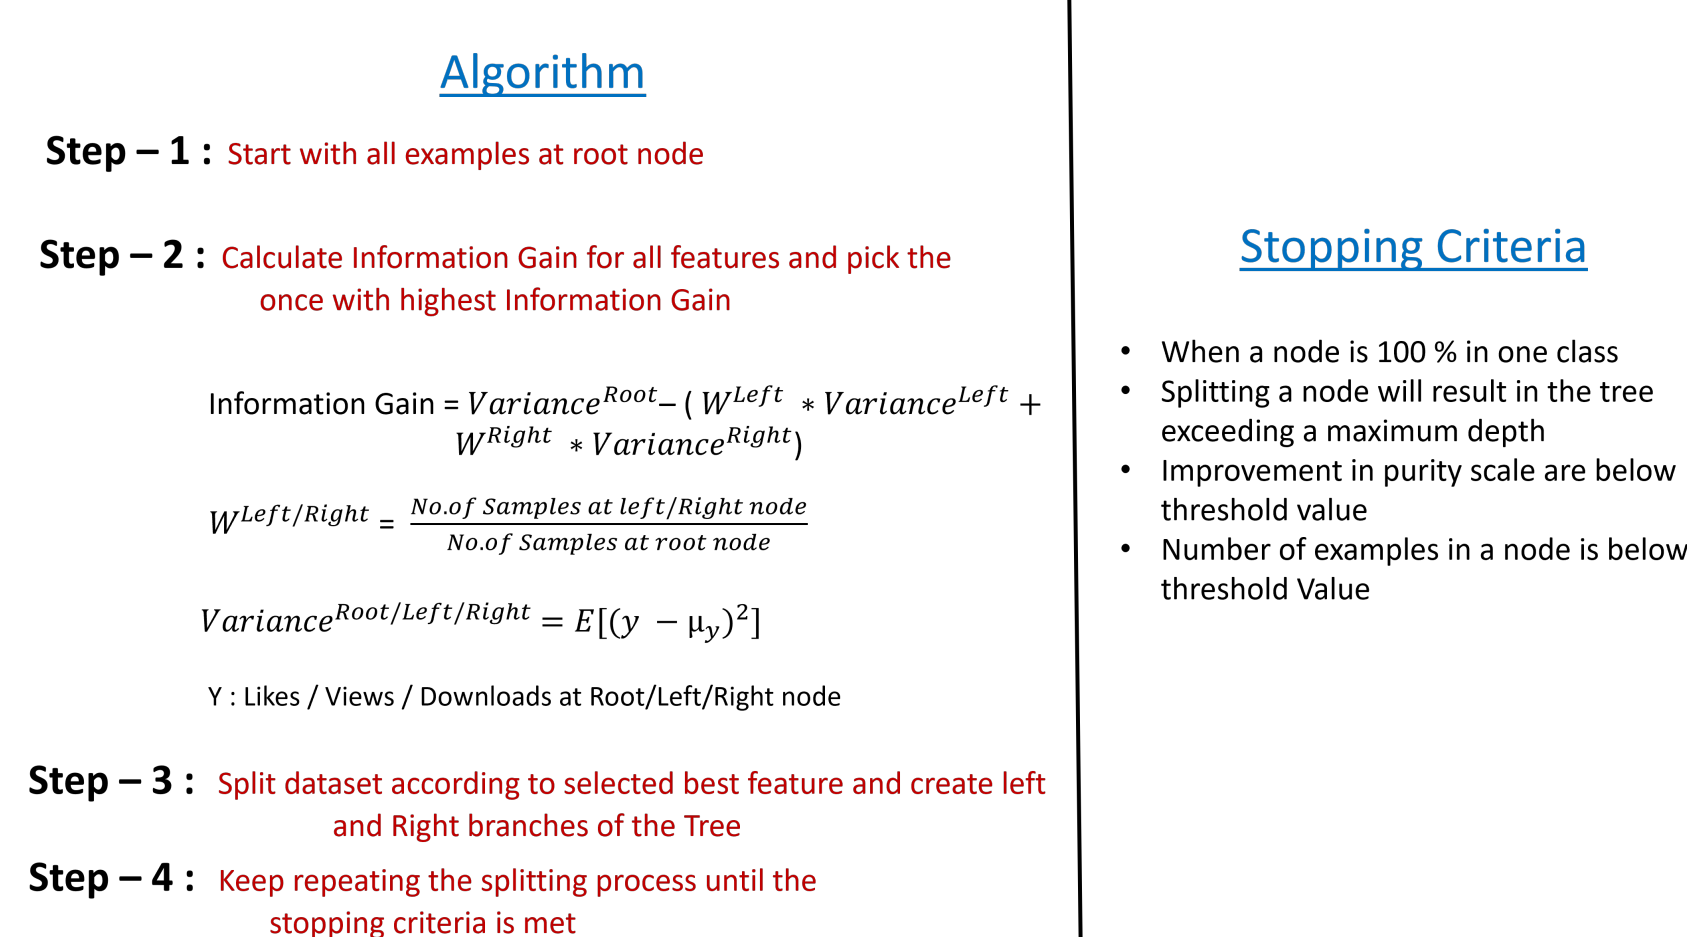 Algorithm
Step – 1 : Start with all examples at root node
Step – 2 : Calculate Information Gain for all features and pick the
once with highest Information Gain
Information Gain = Variance^Root – ( W^Left * Variance^Left +
W^Right * Variance^Right)
W^Left/Right = No.of Samples at left/Right node
No.of Samples at root node
Variance^Root/Left/Right = E[(y − μ_y)^2]
Y : Likes / Views / Downloads at Root/Left/Right node
Step – 3 : Split dataset according to selected best feature and create left
and Right branches of the Tree
Step – 4 : Keep repeating the splitting process until the
stopping criteria is met
Stopping Criteria
• When a node is 100 % in one class
• Splitting a node will result in the tree
exceeding a maximum depth
• Improvement in purity scale are below
threshold value
• Number of examples in a node is below
threshold Value